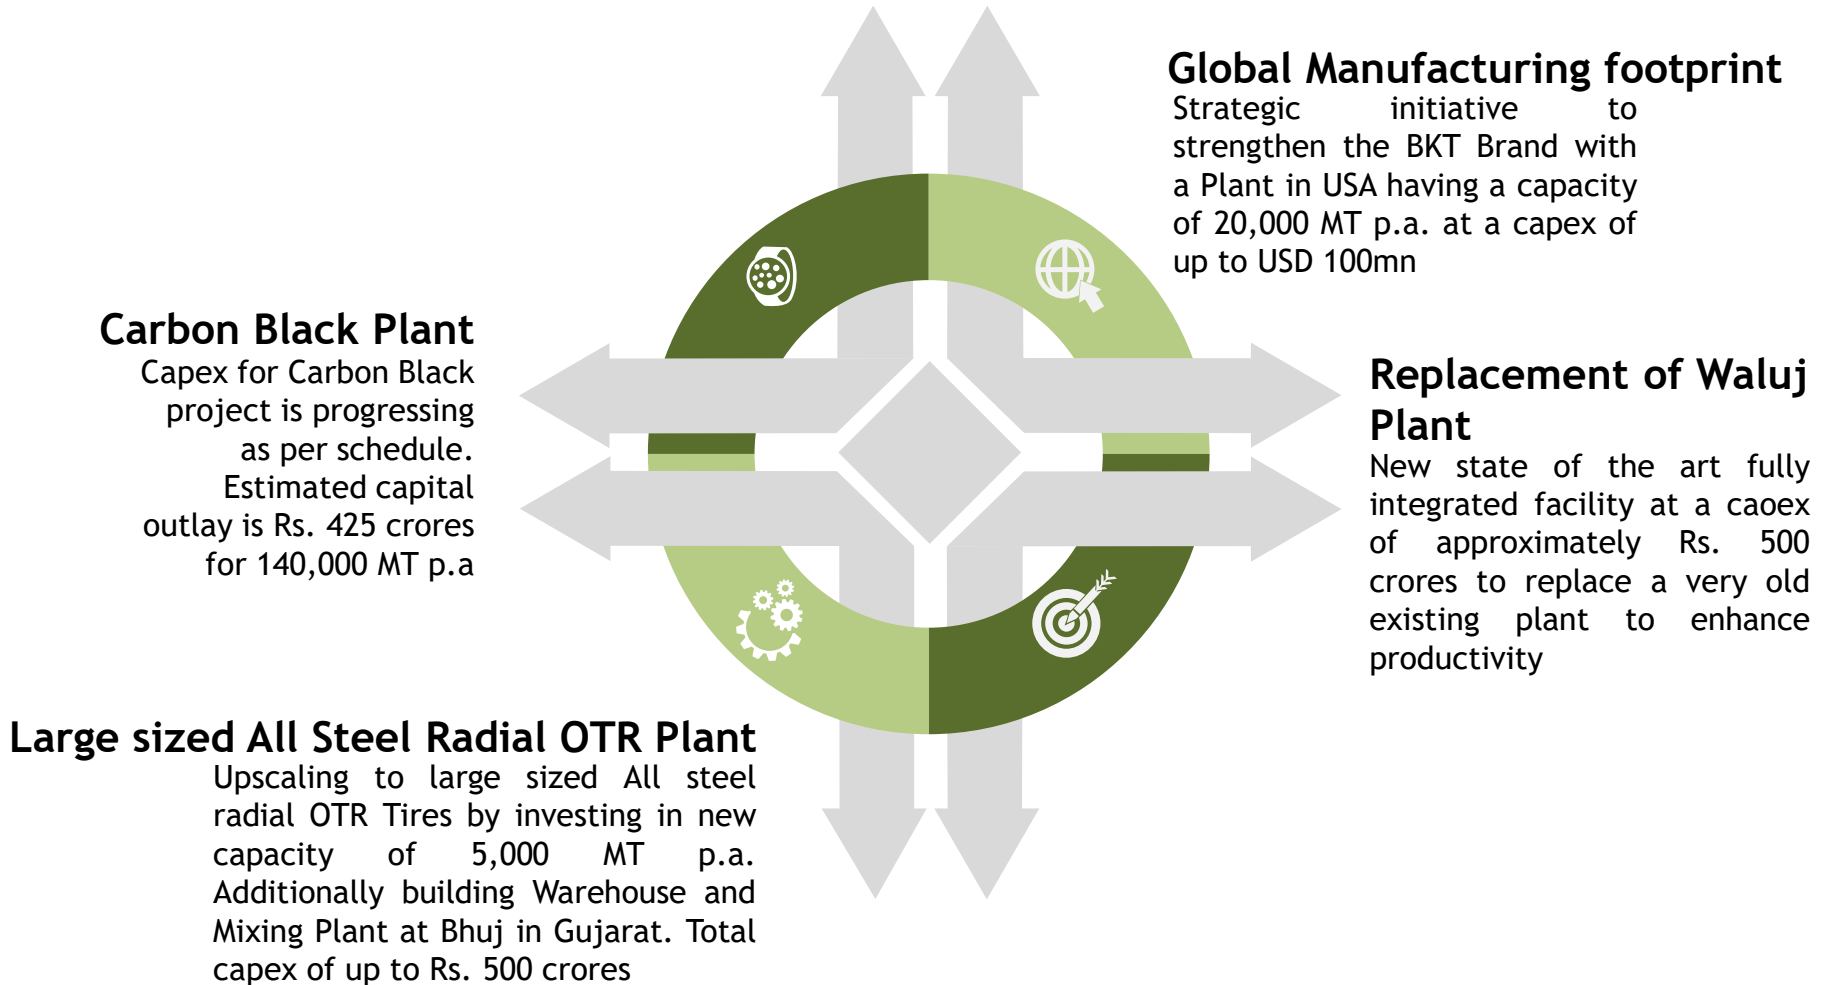 Global Manufacturing footprint
Strategic initiative to
strengthen the BKT Brand with
a Plant in USA having a capacity
of 20,000 MT p.a. at a capex of
up to USD 100mn
Carbon Black Plant
Capex for Carbon Black
project is progressing
as per schedule.
Estimated capital
outlay is Rs. 425 crores
for 140,000 MT p.a
Replacement of Waluj
Plant
New state of the art fully
integrated facility at a caoex
of approximately Rs. 500
crores to replace a very old
existing plant to enhance
productivity
Large sized All Steel Radial OTR Plant
Upscaling to large sized All steel
radial OTR Tires by investing in new
capacity of 5,000 MT p.a.
Additionally building Warehouse and
Mixing Plant at Bhuj in Gujarat. Total
capex of up to Rs. 500 crores